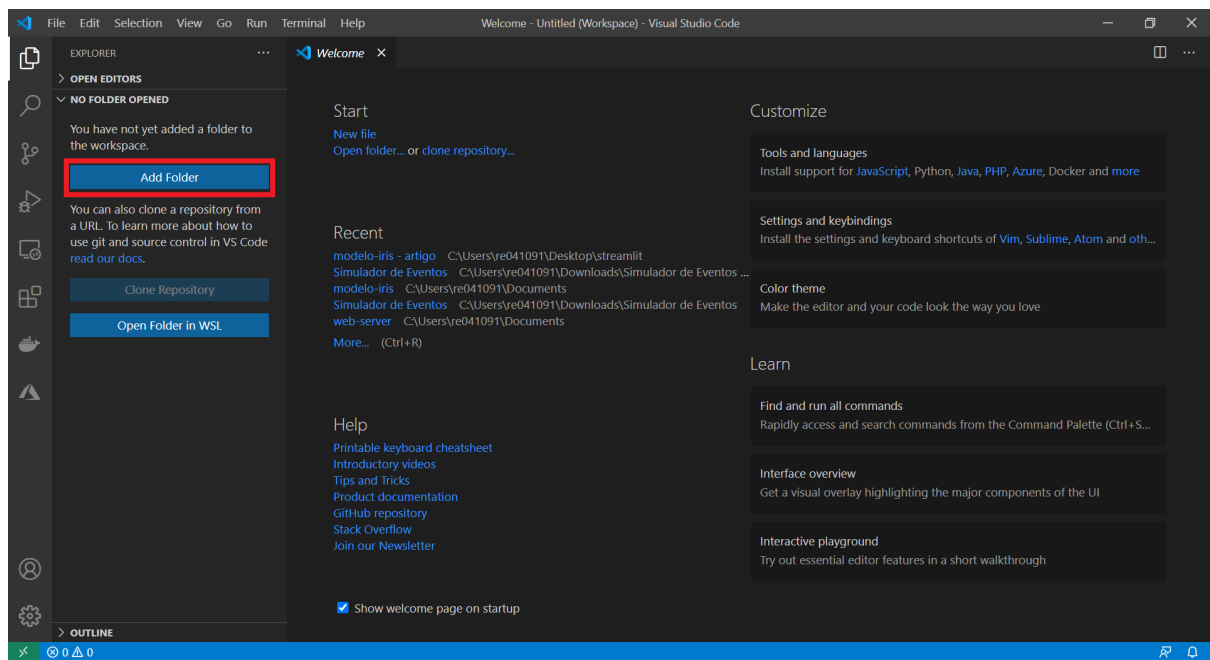 File Edit Selection View Go Run Terminal Help
Welcome - Untitled (Workspace) - Visual Studio Code
EXPLORER
OPEN EDITORS
NO FOLDER OPENED
You have not yet added a folder to
the workspace.
Add Folder
You can also clone a repository from
a URL. To learn more about how to
use git and source control in VS Code
read our docs.
Clone Repository
Open Folder in WSL
OUTLINE
Welcome
Start
New file
Open folder... or clone repository...
Recent
modelo-iris - artigo C:\Users\re041091\Desktop\streamlit
Simulador de Eventos C:\Users\re041091\Downloads\Simulador de Eventos ...
modelo-iris C:\Users\re041091\Documents
Simulador de Eventos C:\Users\re041091\Downloads\Simulador de Eventos
web-server C:\Users\re041091\Documents
More... (Ctrl+R)
Help
Printable keyboard cheatsheet
Introductory videos
Tips and Tricks
Product documentation
GitHub repository
Stack Overflow
Join our Newsletter
Show welcome page on startup
Customize
Tools and languages
Install support for JavaScript, Python, Java, PHP, Azure, Docker and more
Settings and keybindings
Install the settings and keyboard shortcuts of Vim, Sublime, Atom and oth...
Color theme
Make the editor and your code look the way you love
Learn
Find and run all commands
Rapidly access and search commands from the Command Palette (Ctrl+S...
Interface overview
Get a visual overlay highlighting the major components of the UI
Interactive playground
Try out essential editor features in a short walkthrough
0 0